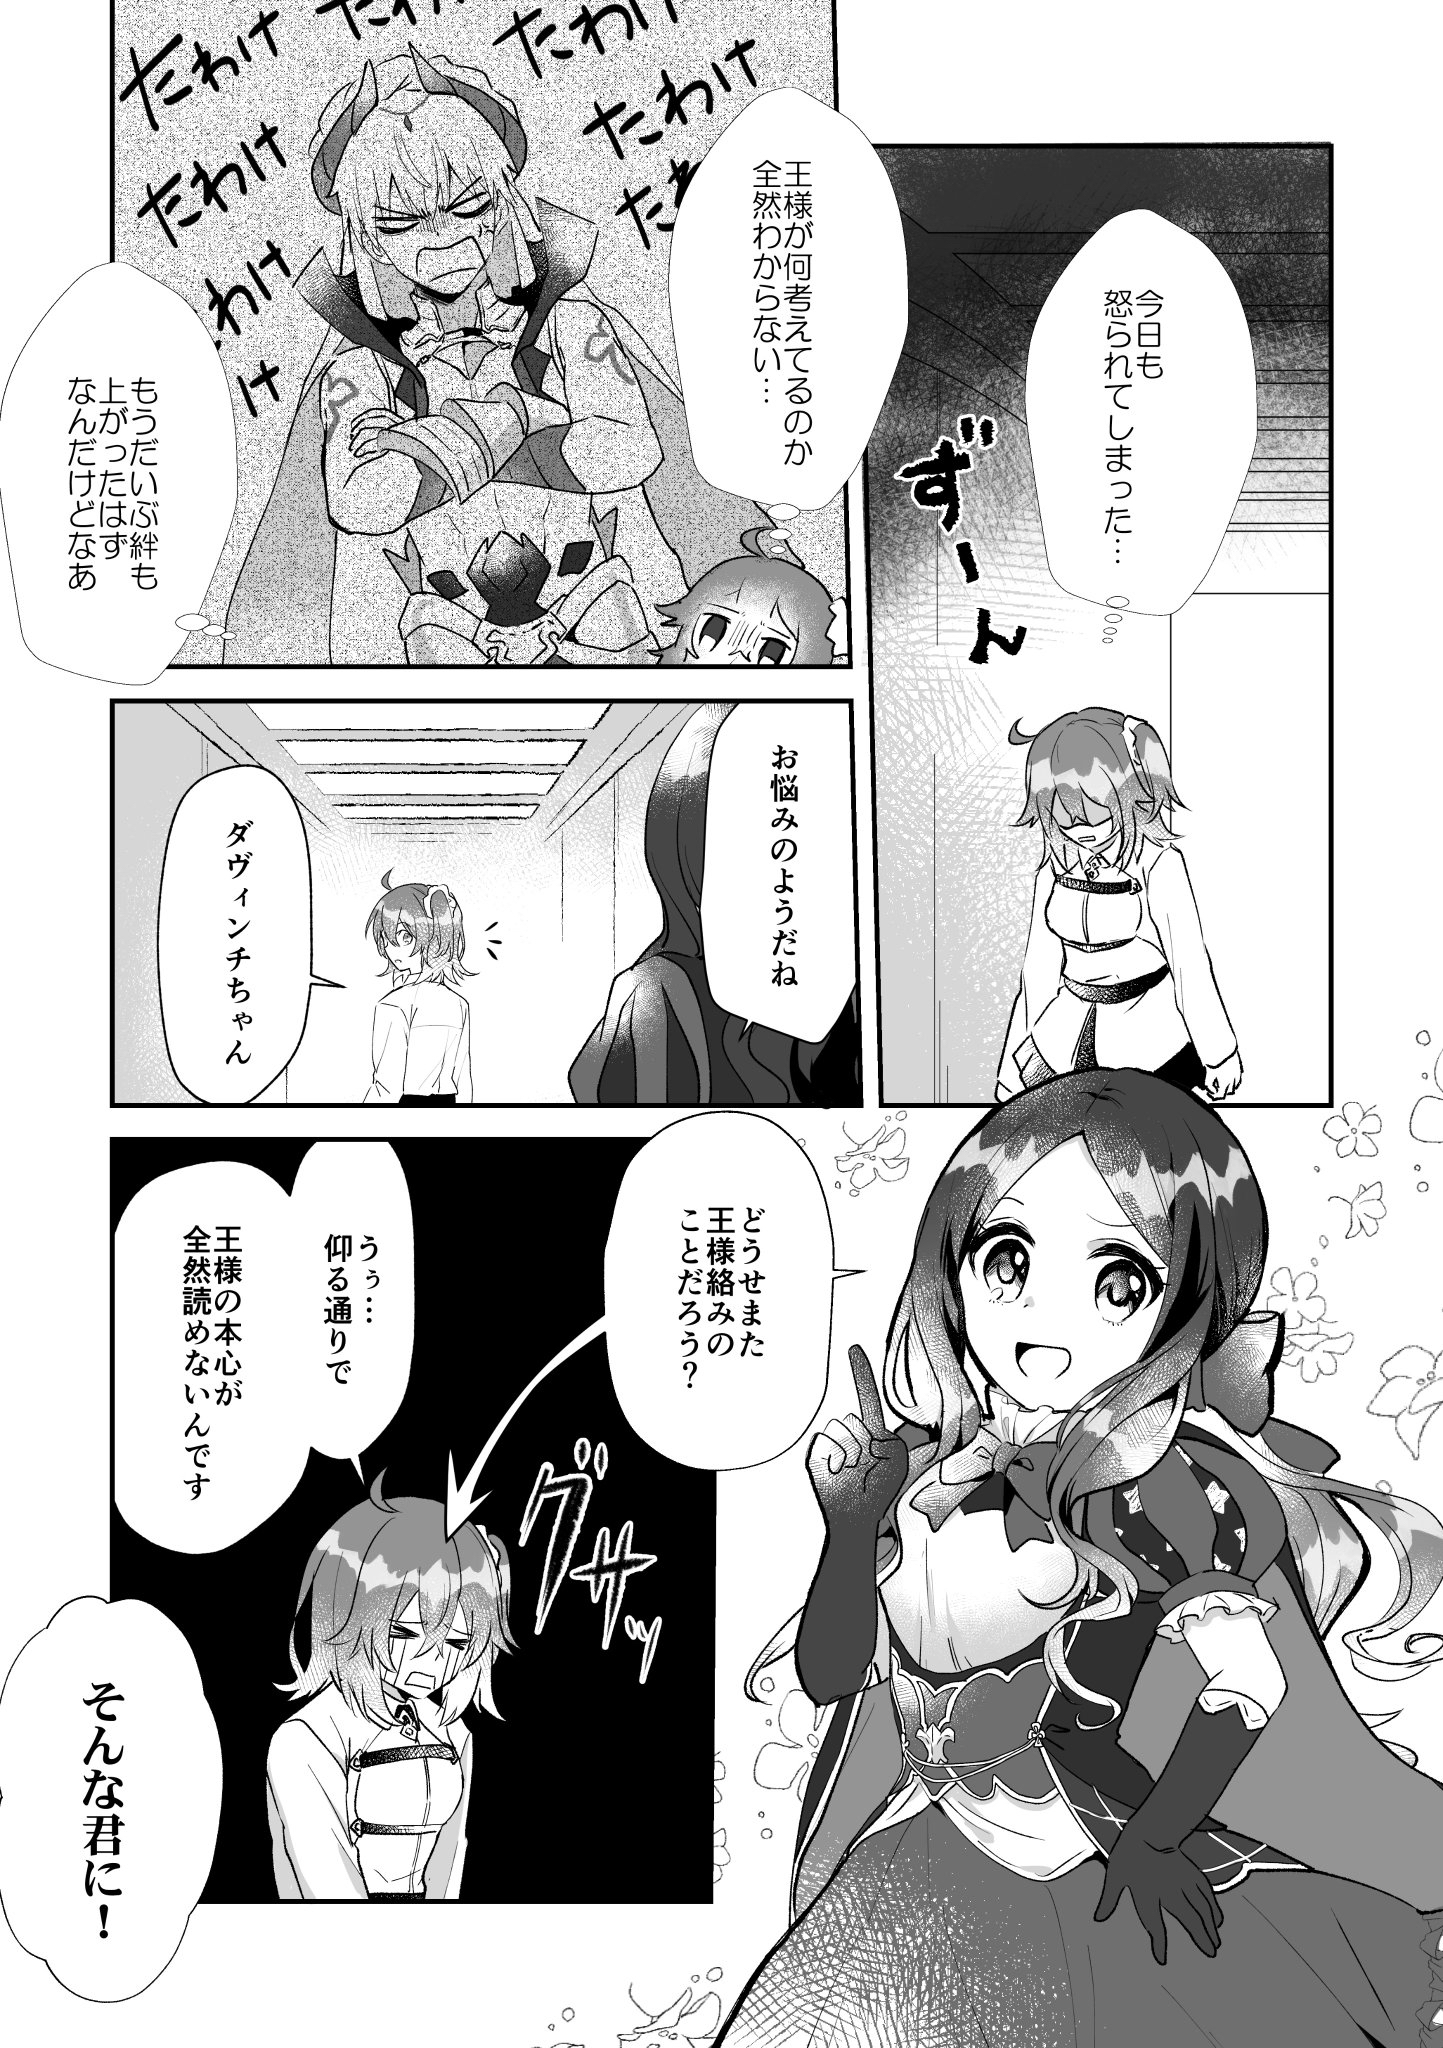 今日も
怒られてしまった…
ずーん
王様が何考えてるのか
全然わからない…
たわけ
たわけ
たわけ
たわけ
たわけ
たわけ
もうだいぶ絆も
上がったはず
なんだけどなあ
お悩みのようだね
ダヴィンチちゃん
どうせまた
王様絡みの
ことだろう？
グサッ
うぅ…
仰る通りで
王様の本心が
全然読めないんです
そんな君に！